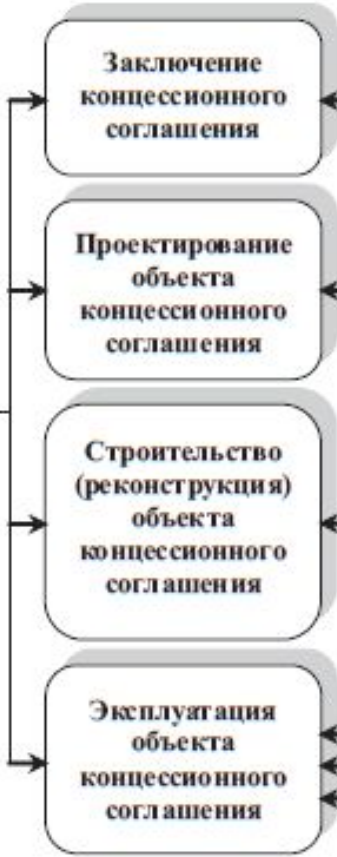 Заключение
концессионного
соглашения
Проектирование
объекта
концессионного
соглашения
Строительство
(реконструкция)
объекта
концессионного
соглашения
Эксплуатация
объекта
концессионного
соглашения